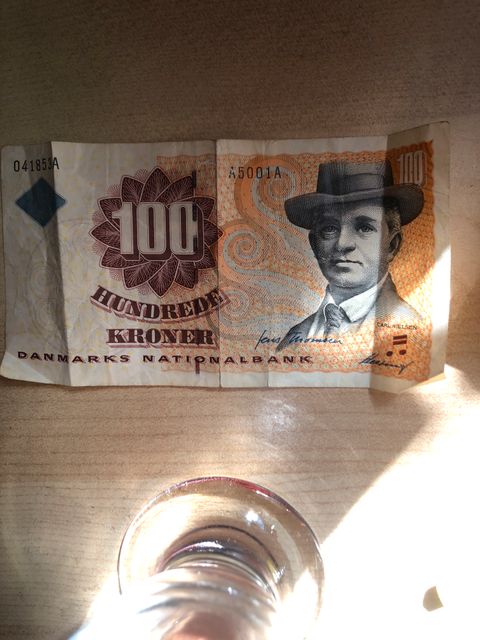 041853A
A5001A
100
100
HUNDREDE
KRONER
CARL NIELSEN
DANMARKS NATIONALBANK